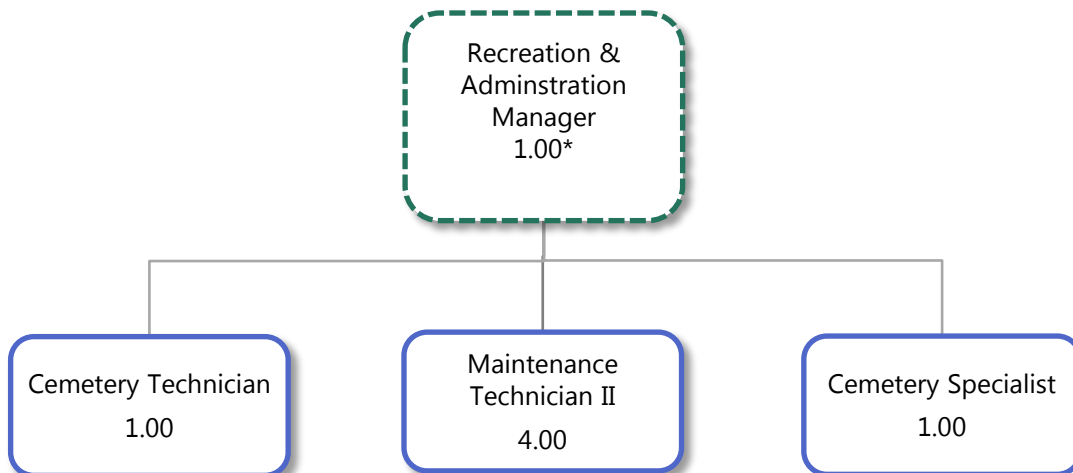 Recreation &
Adminstration
Manager
1.00*
Cemetery Technician
1.00
Maintenance
Technician II
4.00
Cemetery Specialist
1.00